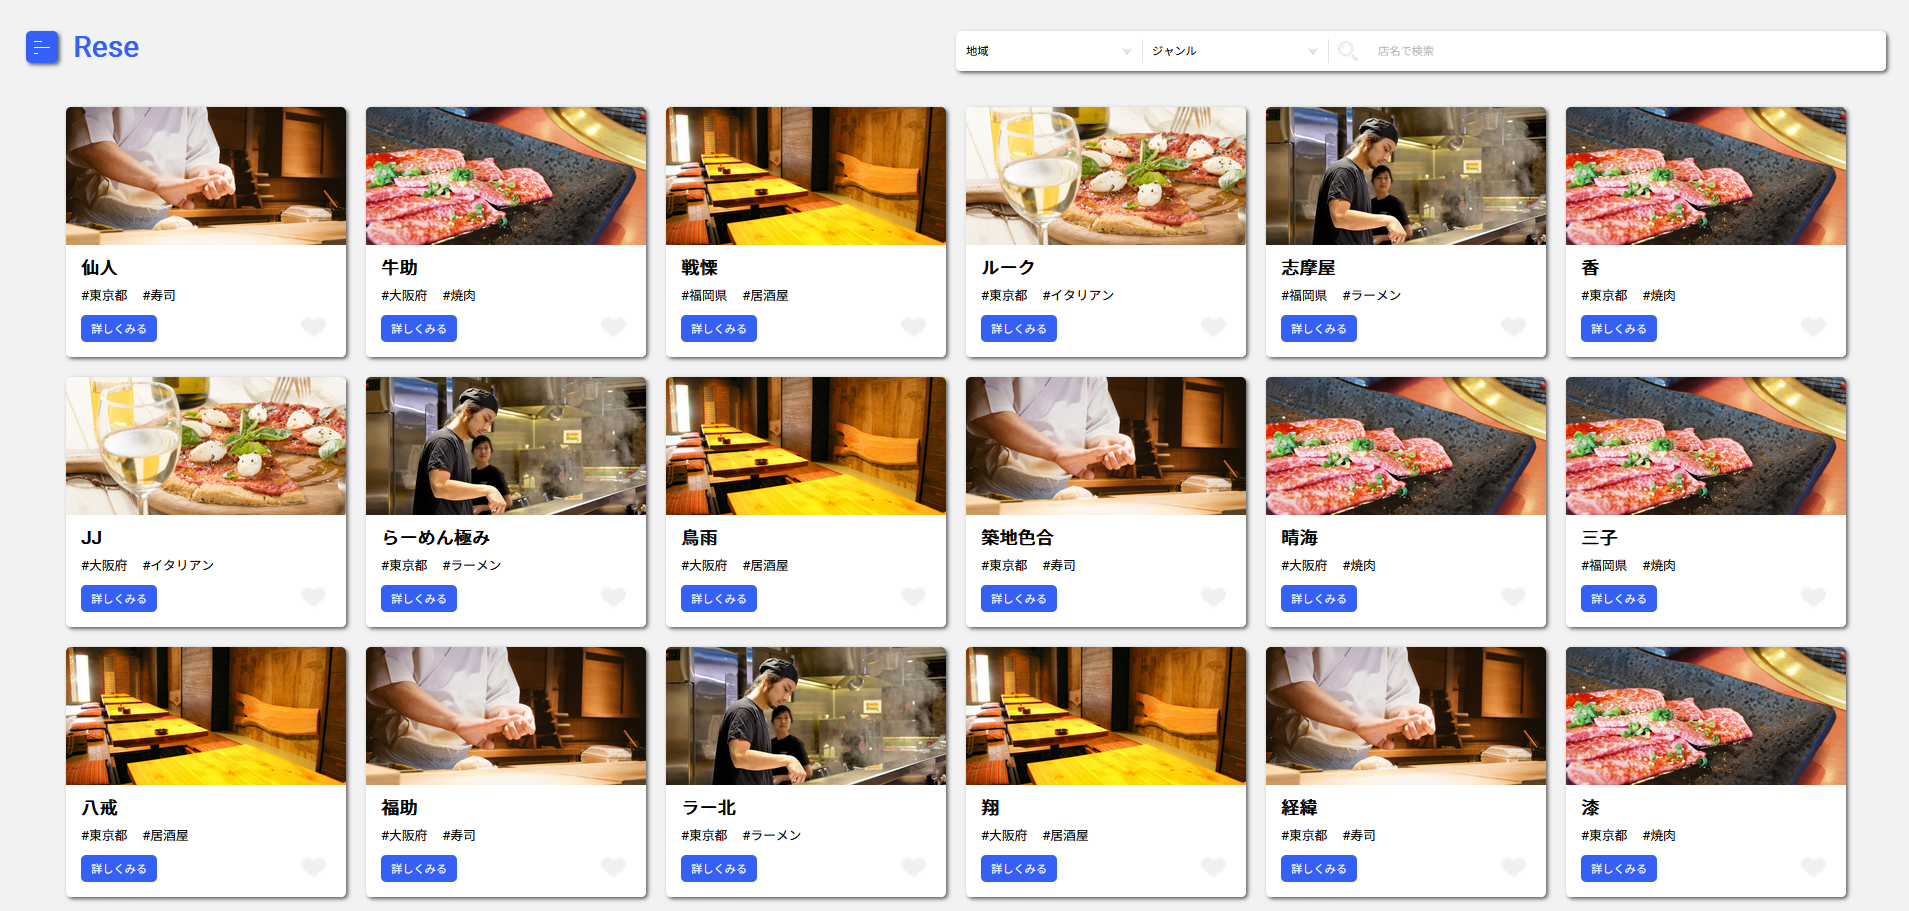 Rese
地域 ジャンル 店名で検索
仙人 牛助 戦慄 ルーク 志摩屋 香
#東京都 #寿司 #大阪府 #焼肉 #福岡県 #居酒屋 #東京都 #イタリアン #福岡県 #ラーメン #東京都 #焼肉
詳しくみる 詳しくみる 詳しくみる 詳しくみる 詳しくみる 詳しくみる
JJ らーめん極み 鳥雨 築地色合 晴海 三子
#大阪府 #イタリアン #東京都 #ラーメン #大阪府 #居酒屋 #東京都 #寿司 #大阪府 #焼肉 #福岡県 #焼肉
詳しくみる 詳しくみる 詳しくみる 詳しくみる 詳しくみる 詳しくみる
八戒 福助 ラー北 翔 経緯 漆
#東京都 #居酒屋 #大阪府 #寿司 #東京都 #ラーメン #大阪府 #居酒屋 #東京都 #寿司 #東京都 #焼肉
詳しくみる 詳しくみる 詳しくみる 詳しくみる 詳しくみる 詳しくみる